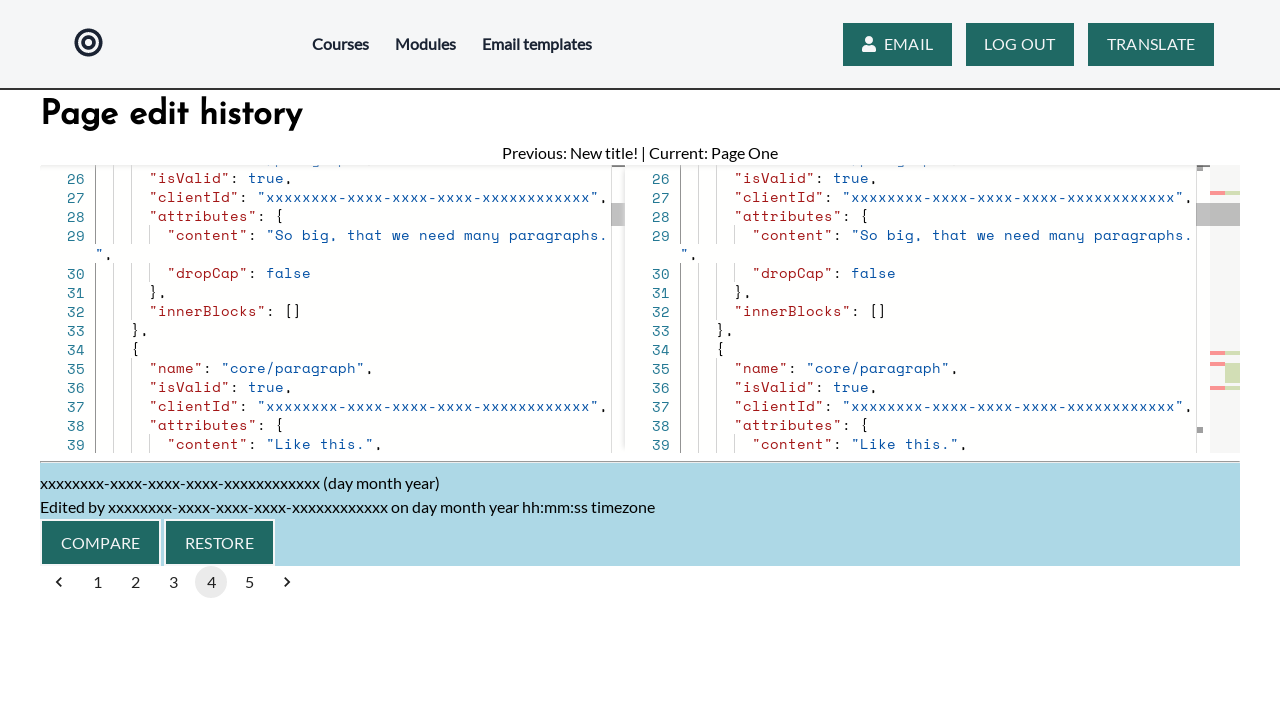 Courses Modules Email templates EMAIL LOG OUT TRANSLATE
Page edit history
Previous: New title! | Current: Page One
26 "isValid": true,
27 "clientId": "xxxxxxxx-xxxx-xxxx-xxxx-xxxxxxxxxxxx",
28 "attributes": {
29 "content": "So big, that we need many paragraphs.
",
30 "dropCap": false
31 },
32 "innerBlocks": []
33 },
34 {
35 "name": "core/paragraph",
36 "isValid": true,
37 "clientId": "xxxxxxxx-xxxx-xxxx-xxxx-xxxxxxxxxxxx",
38 "attributes": {
39 "content": "Like this.",
26 "isValid": true,
27 "clientId": "xxxxxxxx-xxxx-xxxx-xxxx-xxxxxxxxxxxx",
28 "attributes": {
29 "content": "So big, that we need many paragraphs.
",
30 "dropCap": false
31 },
32 "innerBlocks": []
33 },
34 {
35 "name": "core/paragraph",
36 "isValid": true,
37 "clientId": "xxxxxxxx-xxxx-xxxx-xxxx-xxxxxxxxxxxx",
38 "attributes": {
39 "content": "Like this.",
xxxxxxxx-xxxx-xxxx-xxxx-xxxxxxxxxxxx (day month year)
Edited by xxxxxxxx-xxxx-xxxx-xxxx-xxxxxxxxxxxx on day month year hh:mm:ss timezone
COMPARE RESTORE
1 2 3 4 5